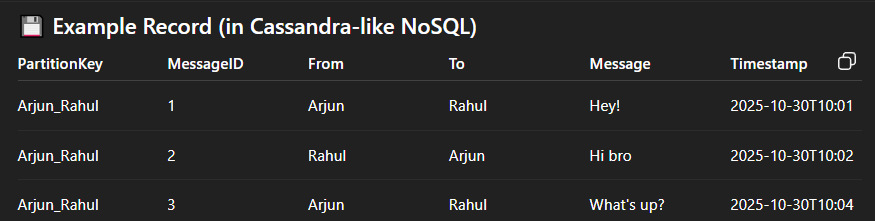 💾 Example Record (in Cassandra-like NoSQL)
PartitionKey MessageID From To Message Timestamp
Arjun_Rahul 1 Arjun Rahul Hey! 2025-10-30T10:01
Arjun_Rahul 2 Rahul Arjun Hi bro 2025-10-30T10:02
Arjun_Rahul 3 Arjun Rahul What's up? 2025-10-30T10:04